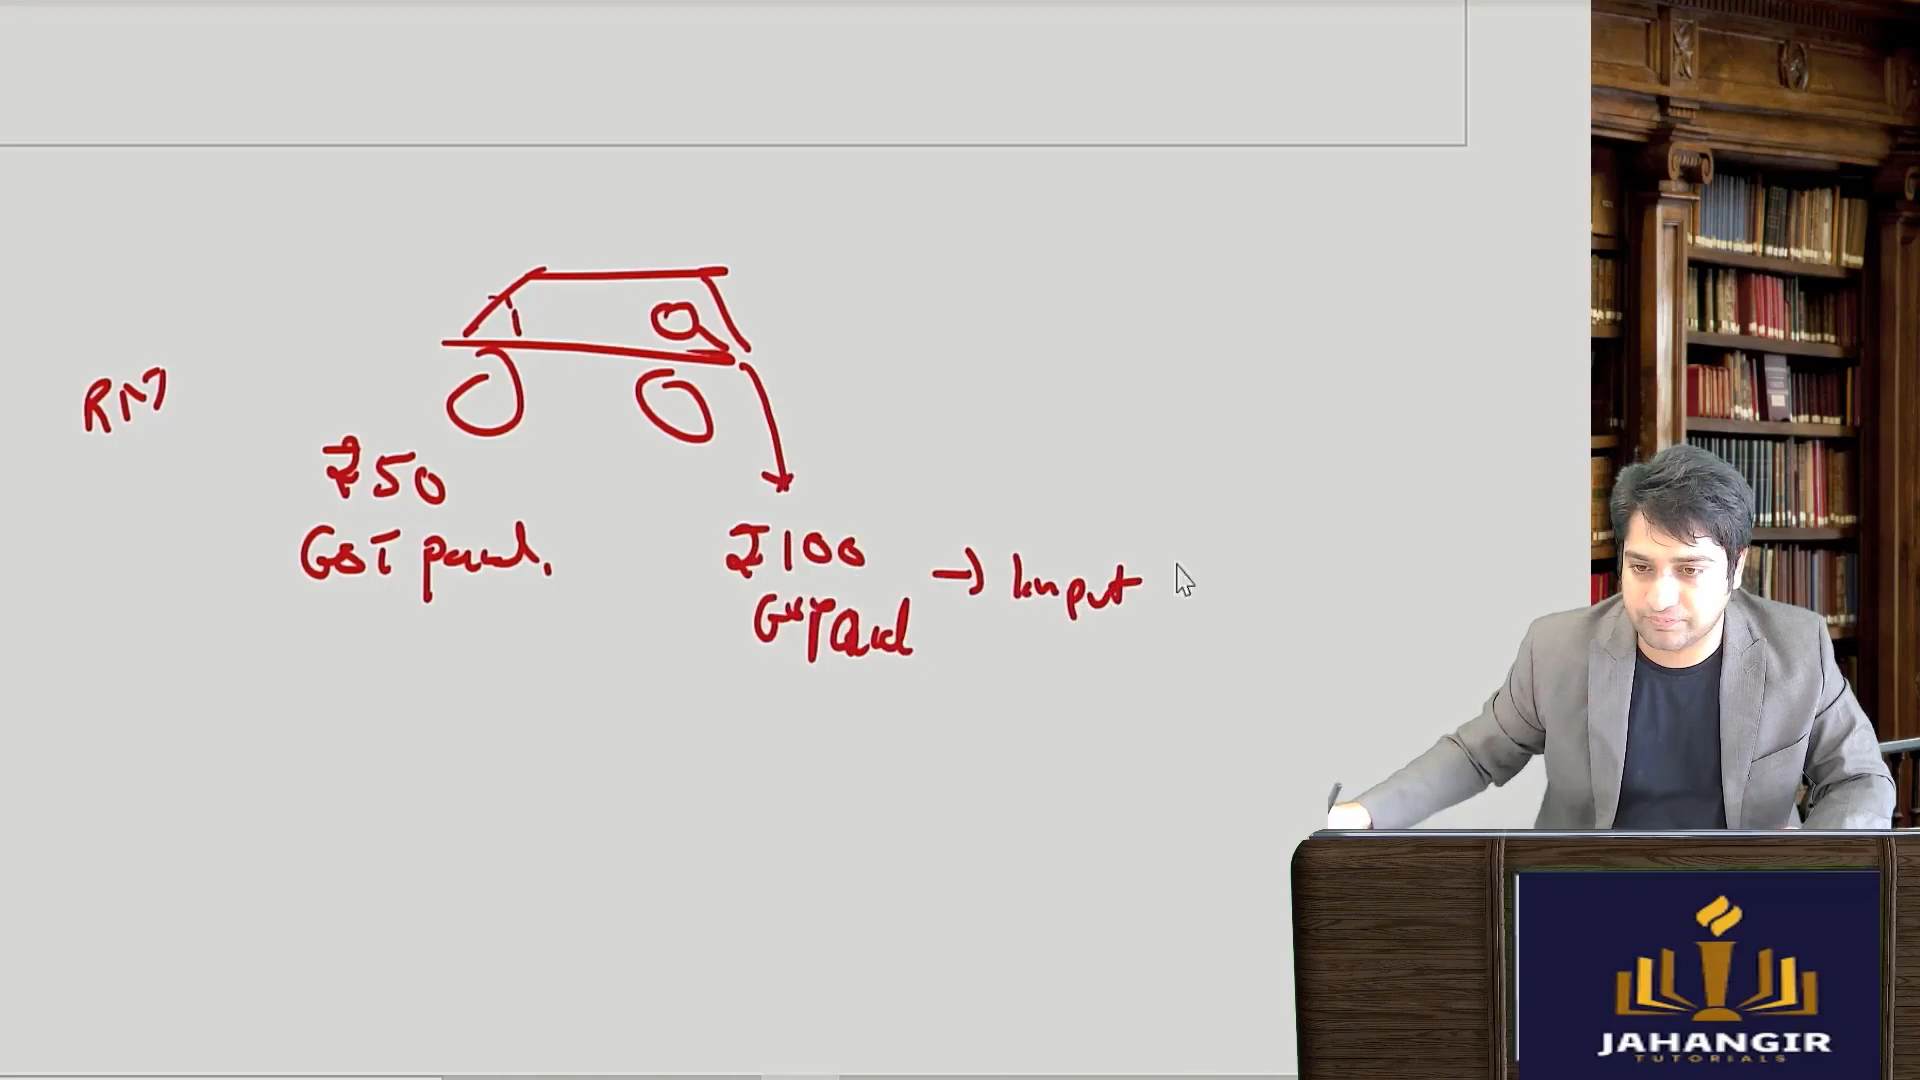 RM
₹50
GST paid.
₹100
GST Paid
→ Input
JAHANGIR
TUTORIALS